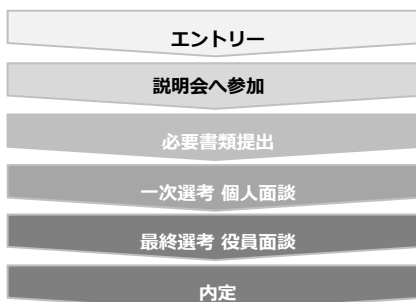 エントリー
説明会へ参加
必要書類提出
一次選考 個人面談
最終選考 役員面談
内定